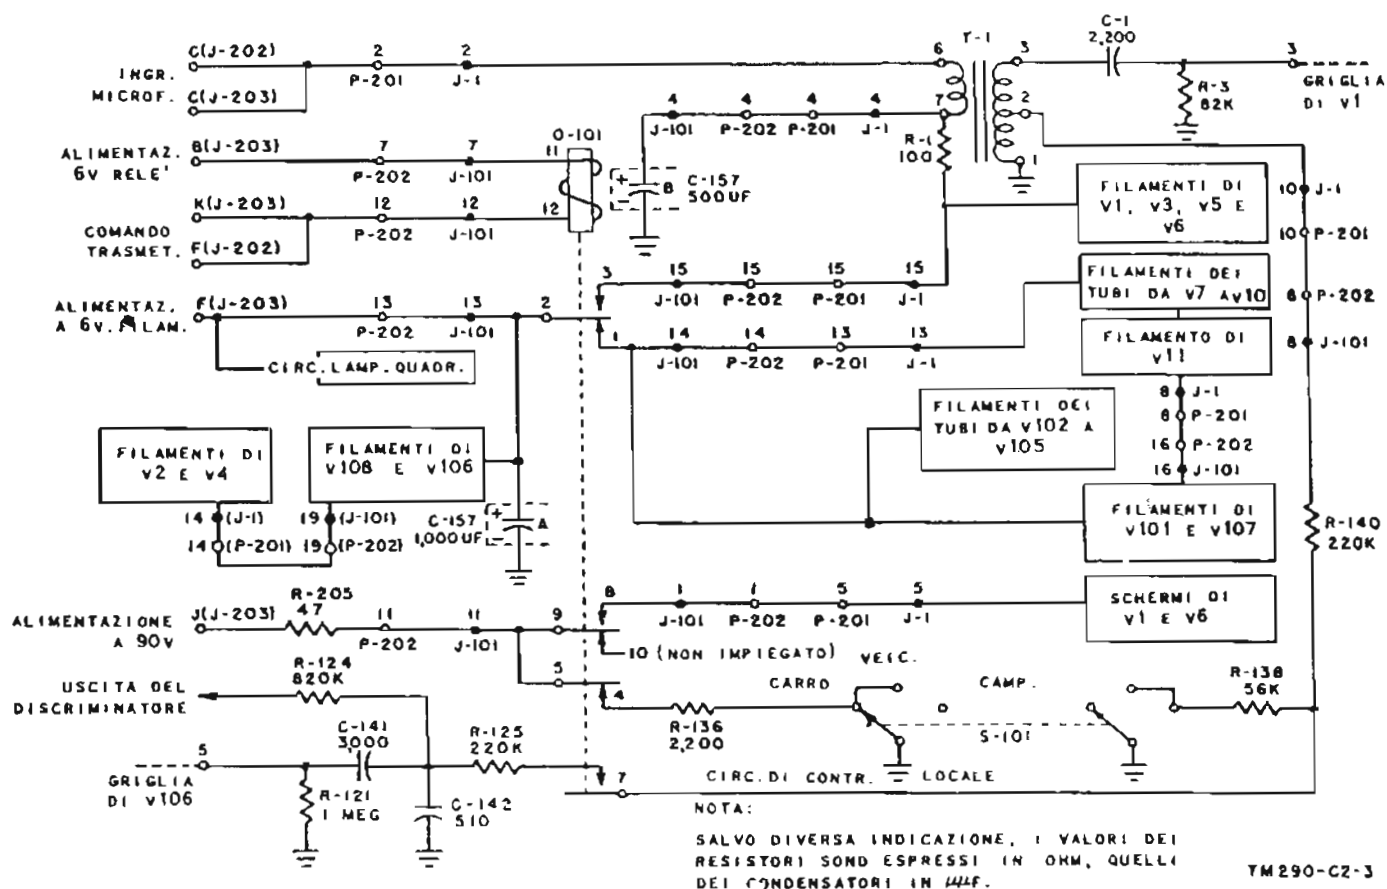 C(J-202)
2
2
INGR.
MICROF.
P-201
J-1
C(J-203)
6
T-1
3
C-1
2,200
3
R-3
82K
GRIGLIA
DI V1
4
4
4
4
7
2
J-101
P-202
P-201
J-1
R-1
100
1
O-101
ALIMENTAZ.
6V RELE'
B(J-203)
7
7
11
P-202
J-101
C-157
500UF
+
B
-
COMANDO
TRASMET.
K(J-203)
12
12
12
P-202
J-101
F(J-202)
FILAMENTI DI
V1, V3, V5 E
V6
10
J-1
10
P-201
3
15
15
15
15
J-101
P-202
P-201
J-1
FILAMENTI DEI
TUBI DA V7 A V10
6
P-202
ALIMENTAZ.
A 6V. FILAM.
F(J-203)
13
13
2
P-202
J-101
1
14
14
13
13
J-101
P-202
P-201
J-1
FILAMENTO DI
V11
8
J-101
CIRC. LAMP. QUADR.
8
J-1
8
P-201
16
P-202
16
J-101
FILAMENTI DEI
TUBI DA V102 A
V105
FILAMENTI DI
V2 E V4
FILAMENTI DI
V108 E V106
14
(J-1)
19
(J-101)
14
(P-201)
19
(P-202)
C-157
1,000UF
+
A
-
FILAMENTI DI
V101 E V107
R-140
220K
ALIMENTAZIONE
A 90V
J(J-203)
R-205
47
11
11
9
P-202
J-101
8
1
1
5
5
J-101
P-202
P-201
J-1
SCHERMI DI
V1 E V6
10 (NON IMPIEGATO)
VEIC.
5
4
CARRO
CAMP.
R-138
56K
USCITA DEL
DISCRIMINATORE
R-124
820K
R-136
2,200
S-101
C-141
3,000
R-125
220K
5
GRIGLIA
DI V106
R-121
1 MEG
C-142
510
7
CIRC. DI CONTR. LOCALE
NOTA:
SALVO DIVERSA INDICAZIONE, I VALORI DEI
RESISTORI SONO ESPRESSI IN OHM, QUELLI
DEI CONDENSATORI IN µµF.
TM290-C2-3